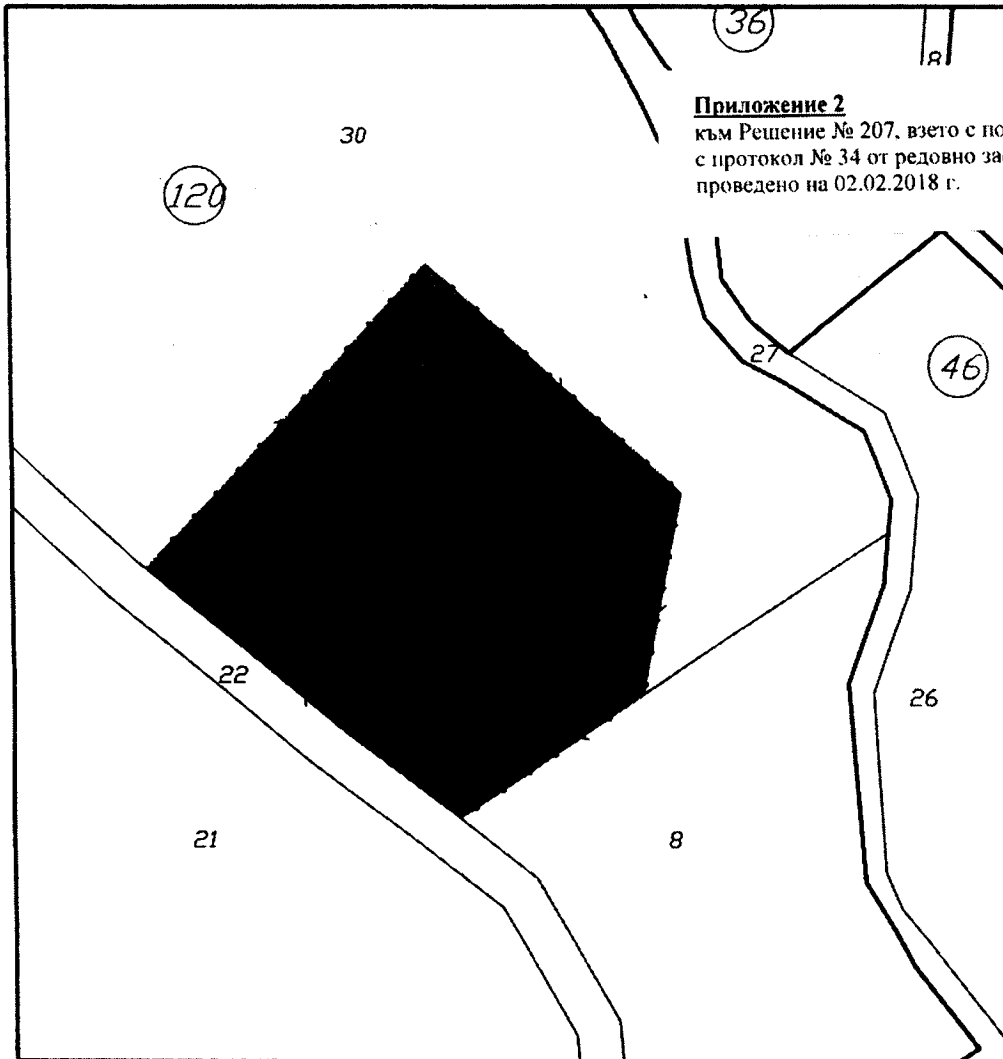 36
8
Приложение 2
към Решение № 207, взето с
с протокол № 34 от редовно
проведено на 02.02.2018 г.
30
120
27
46
22
26
21
8